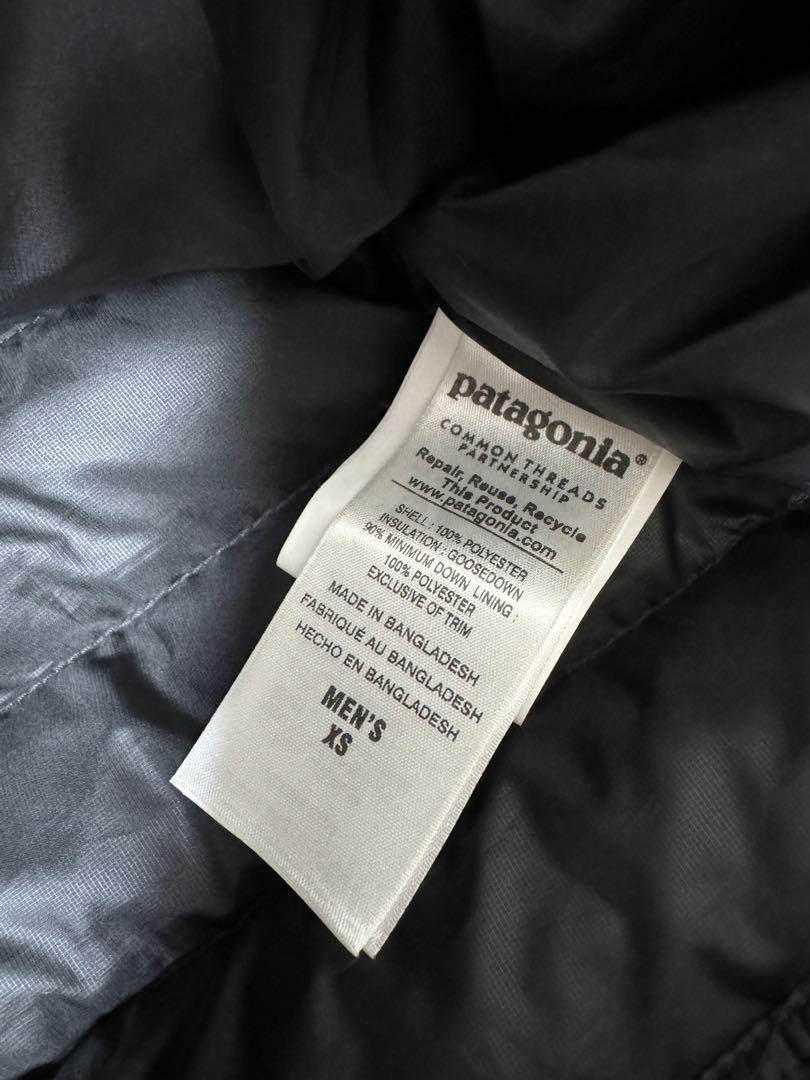 patagonia®
COMMON THREADS
PARTNERSHIP
Repair, Reuse, Recycle
This Product
www.patagonia.com
SHELL : 100% POLYESTER
INSULATION : GOOSEDOWN
90% MINIMUM DOWN. LINING :
100% POLYESTER
EXCLUSIVE OF TRIM
MADE IN BANGLADESH
FABRIQUÉ AU BANGLADESH
HECHO EN BANGLADESH
MEN'S
XS